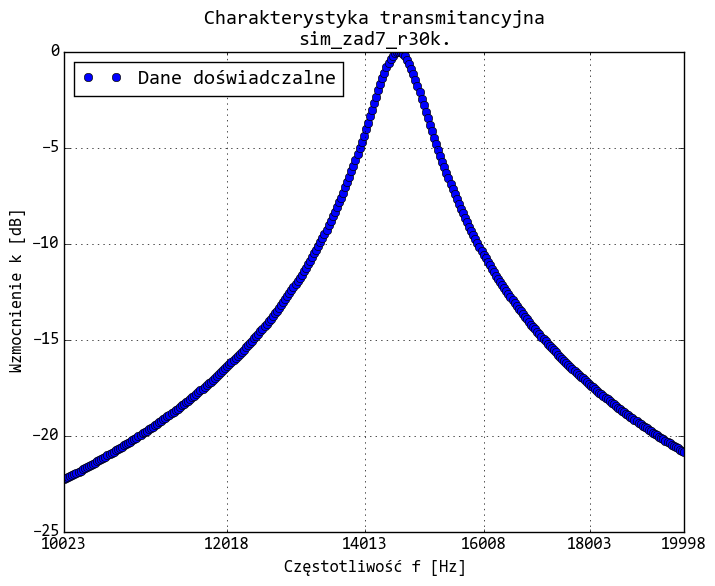 Charakterystyka transmitancyjna
sim_zad7_r30k.
Dane doświadczalne
Wzmocnienie k [dB]
0
−5
−10
−15
−20
−25
10023 12018 14013 16008 18003 19998
Częstotliwość f [Hz]